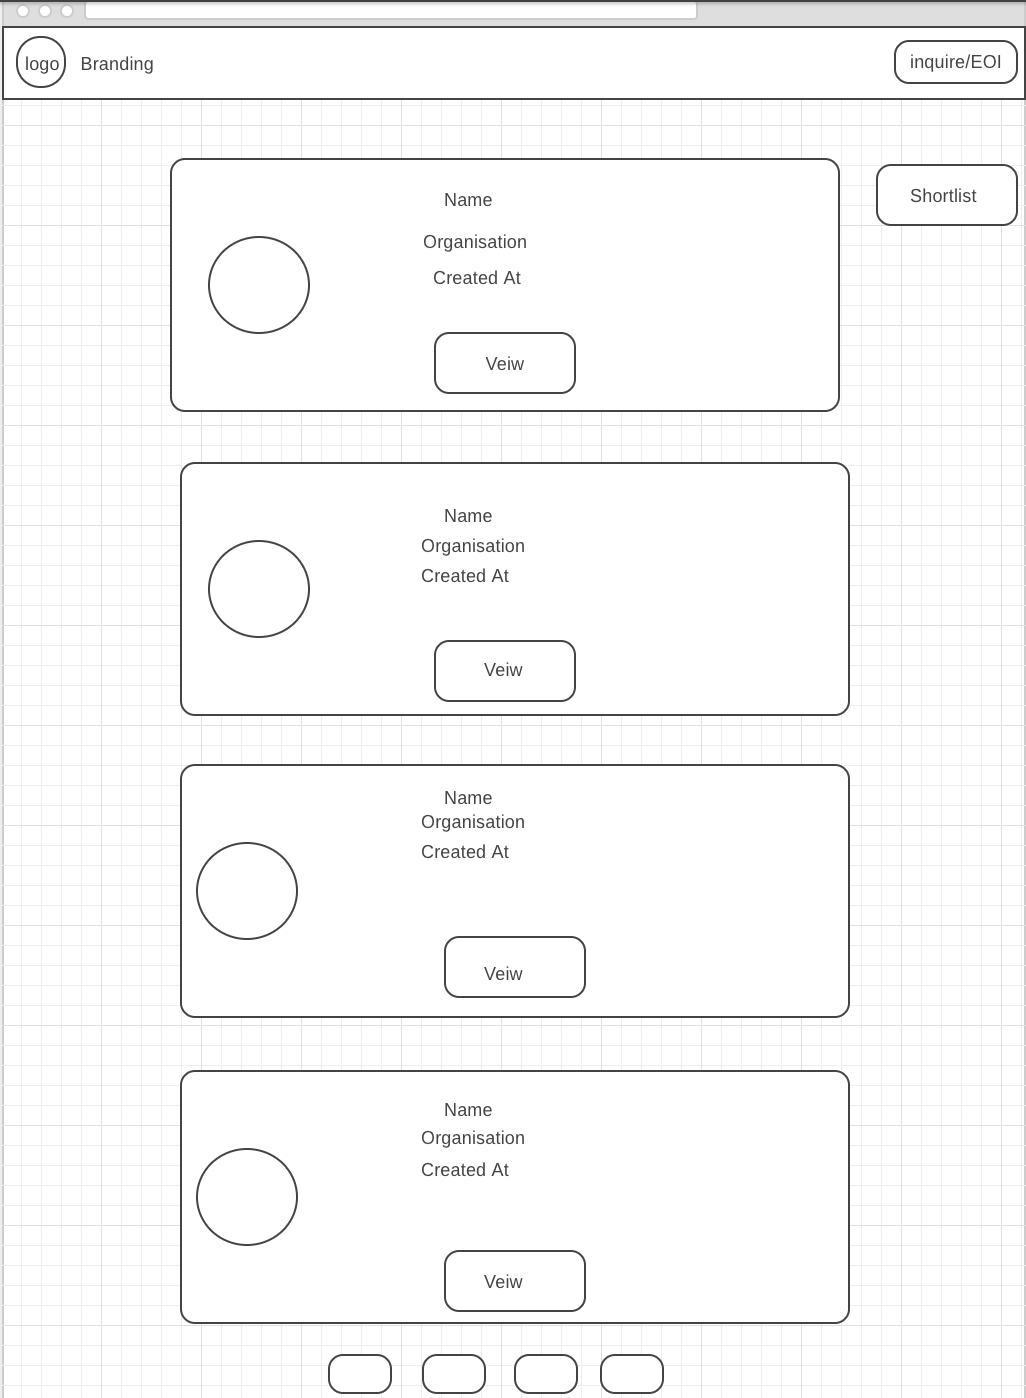 logo Branding inquire/EOI
Shortlist
Name
Organisation
Created At
Veiw
Name
Organisation
Created At
Veiw
Name
Organisation
Created At
Veiw
Name
Organisation
Created At
Veiw